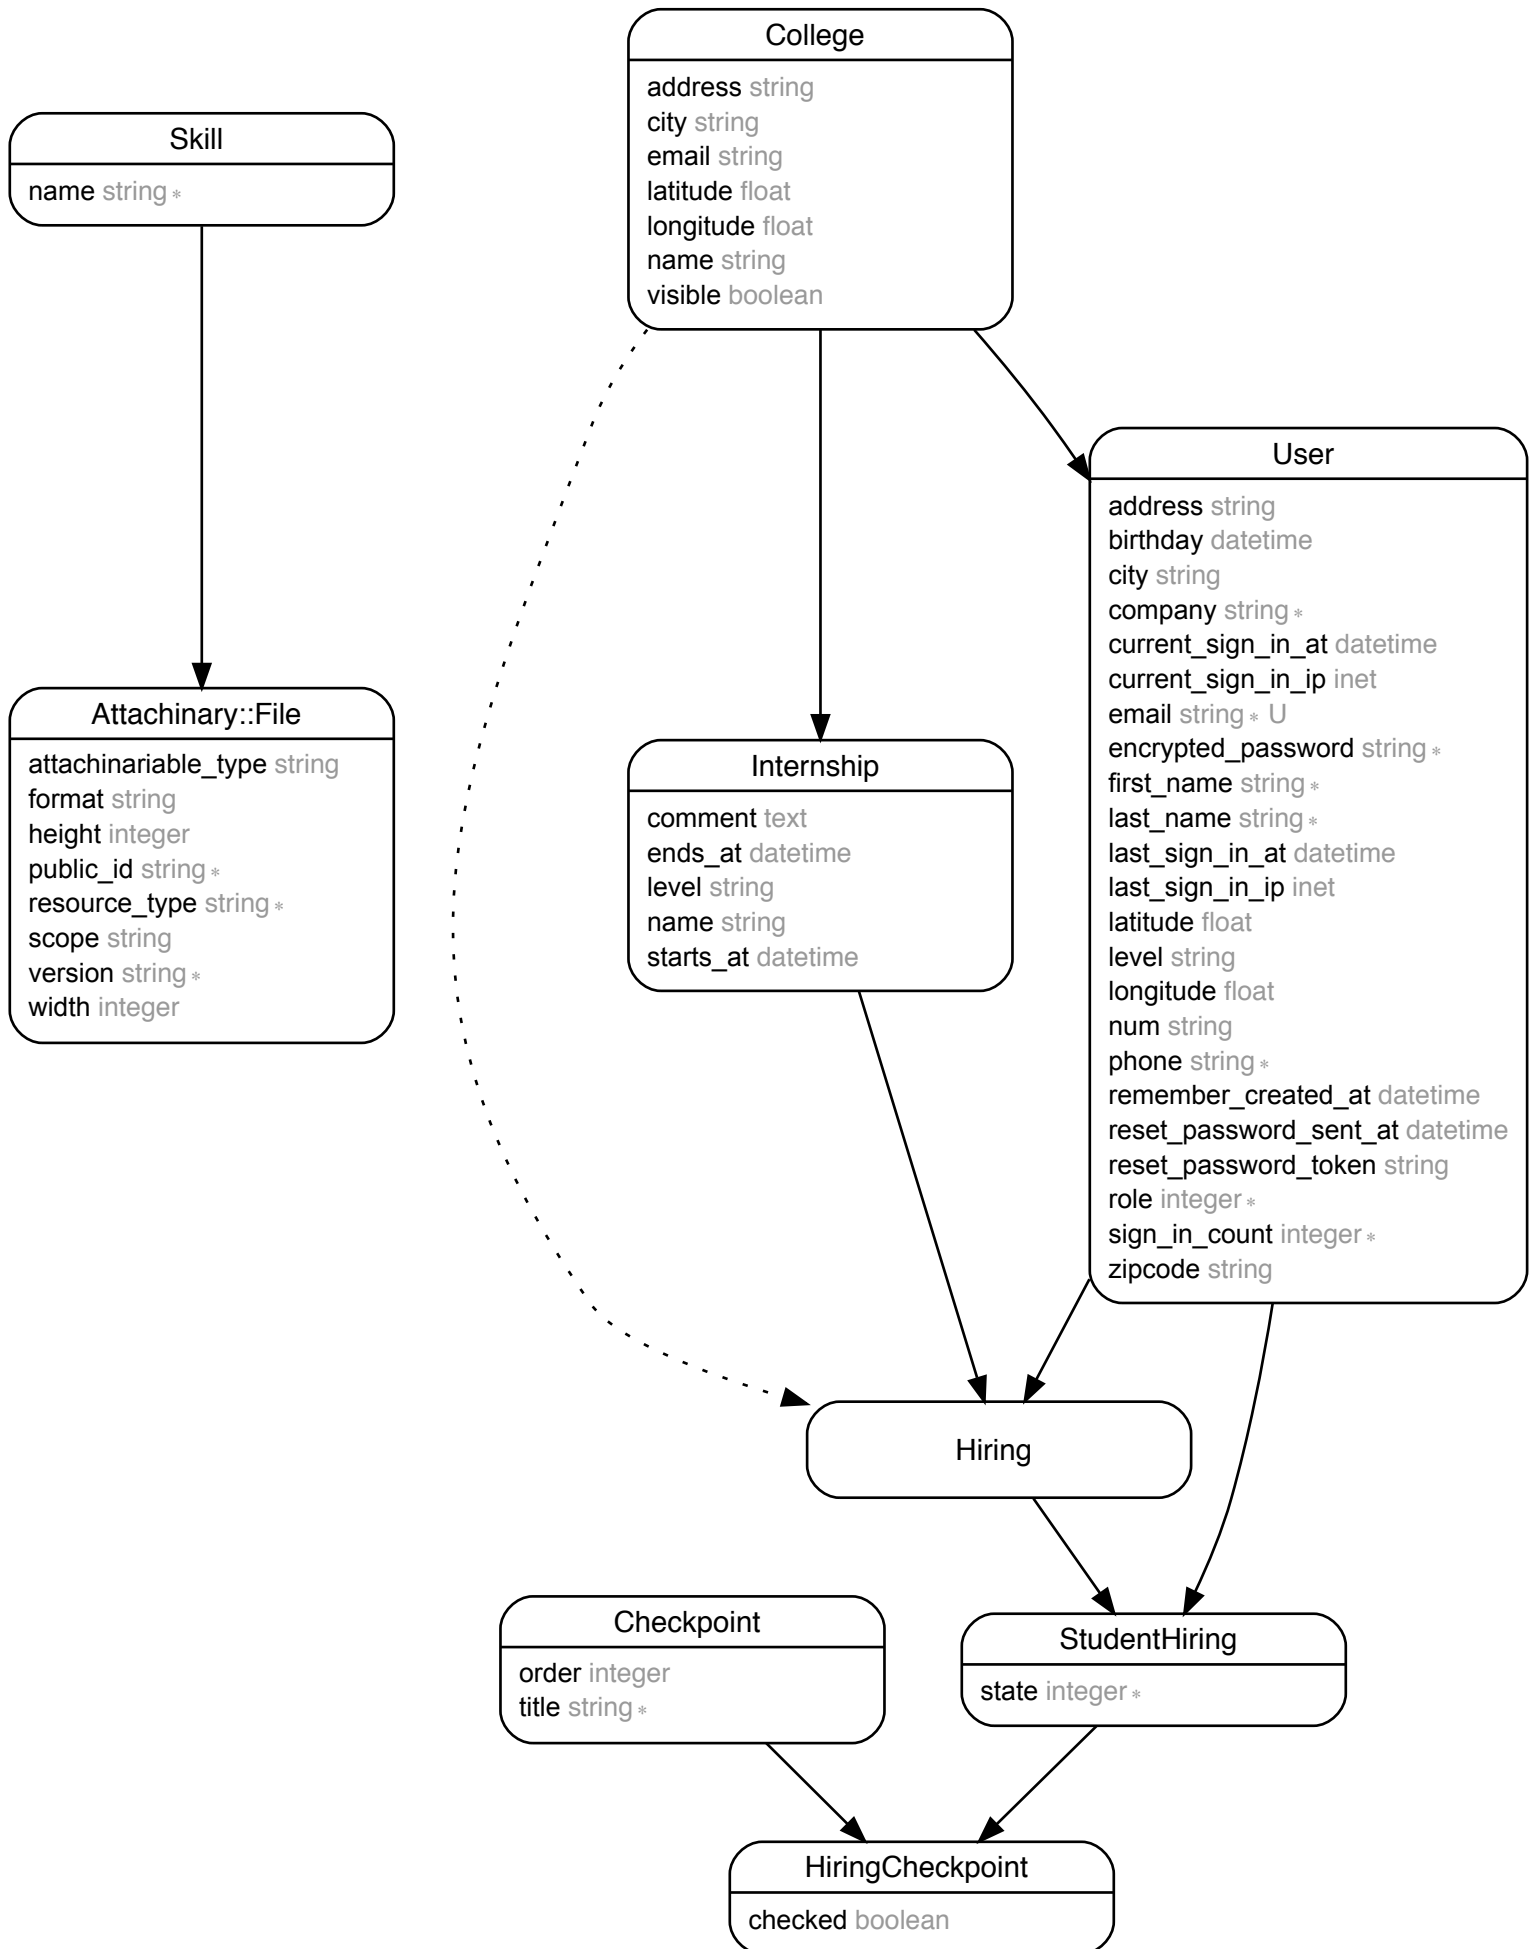 College
address string
city string
email string
latitude float
longitude float
name string
visible boolean
Skill
name string *
User
address string
birthday datetime
city string
company string *
current_sign_in_at datetime
current_sign_in_ip inet
email string * U
encrypted_password string *
first_name string *
last_name string *
last_sign_in_at datetime
last_sign_in_ip inet
latitude float
level string
longitude float
num string
phone string *
remember_created_at datetime
reset_password_sent_at datetime
reset_password_token string
role integer *
sign_in_count integer *
zipcode string
Attachinary::File
attachinariable_type string
format string
height integer
public_id string *
resource_type string *
scope string
version string *
width integer
Internship
comment text
ends_at datetime
level string
name string
starts_at datetime
Hiring
Checkpoint
order integer
title string *
StudentHiring
state integer *
HiringCheckpoint
checked boolean